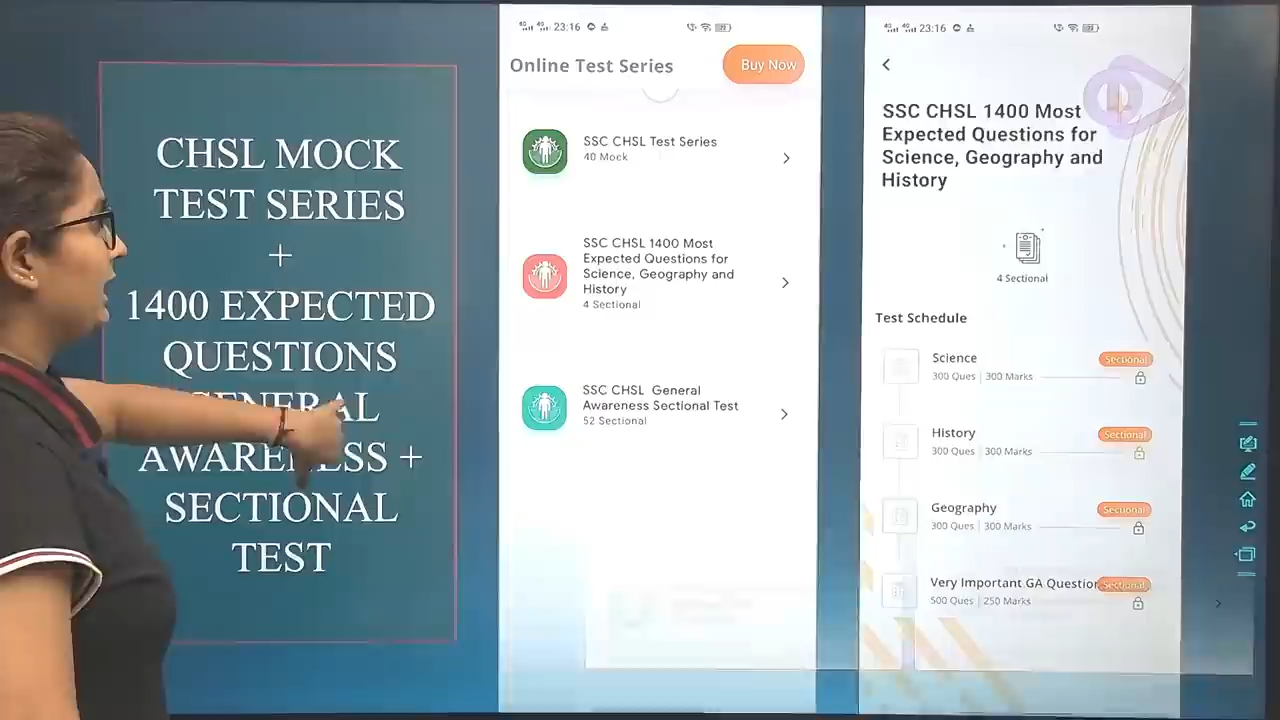 CHSL MOCK
TEST SERIES
+
1400 EXPECTED
QUESTIONS
GENERAL
AWARENESS +
SECTIONAL
TEST
23:16
Online Test Series
Buy Now
SSC CHSL Test Series
40 Mock
SSC CHSL 1400 Most
Expected Questions for
Science, Geography and
History
4 Sectional
SSC CHSL General
Awareness Sectional Test
52 Sectional
23:16
SSC CHSL 1400 Most
Expected Questions for
Science, Geography and
History
4 Sectional
Test Schedule
Science
Sectional
300 Ques | 300 Marks
History
Sectional
300 Ques | 300 Marks
Geography
Sectional
300 Ques | 300 Marks
Very Important GA Question
Sectional
500 Ques | 250 Marks